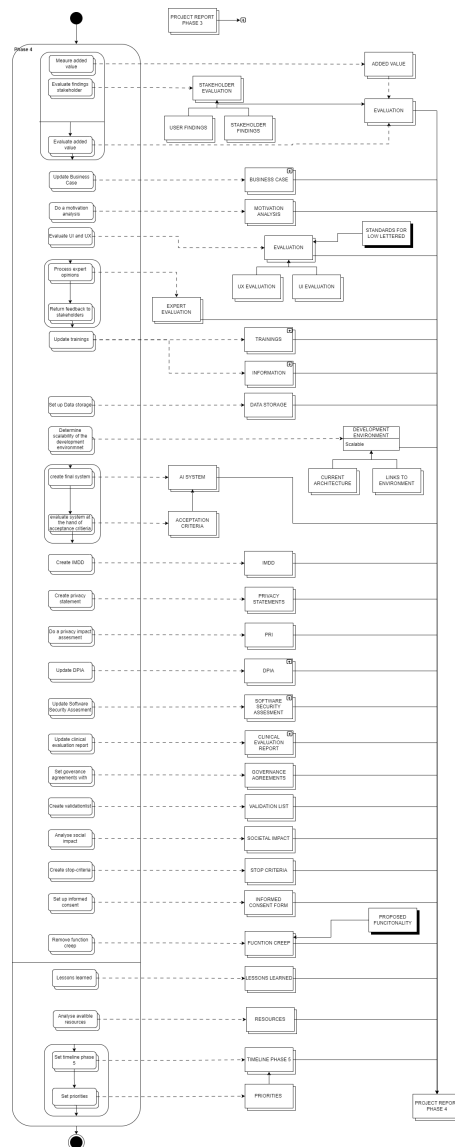 PROJECT REPORT
PHASE 3
Phase 4
Meaure added
value
ADDED VALUE
Evaluate findings
stakeholder
STAKEHOLDER
EVALUATION
EVALUATION
USER FINDINGS
STAKEHOLDER
FINDINGS
Evaluate added
value
Update Business
Case
BUSINESS CASE
Do a motivation
analysis
MOTIVATION
ANALYSIS
Evaluate UI and UX
EVALUATION
STANDARDS FOR
LOW LETTERED
Process expert
opinions
UX EVALUATION
UI EVALUATION
Return feedback to
stakeholders
EXPERT
EVALUATION
Update trainings
TRAININGS
INFORMATION
Set up Data storage
DATA STORAGE
Determine
scalability of the
development
environmnet
DEVELOPMENT
ENVIRONMENT
Scalable
CURRENT
ARCHITECTURE
LINKS TO
ENVIRONMENT
create final system
AI SYSTEM
evaluate system at
the hand of
acceptance criteria
ACCEPTATION
CRITERIA
Create IMDD
IMDD
Create privacy
statement
PRIVACY
STATEMENTS
Do a privacy impact
assesment
PRI
Update DPIA
DPIA
Update Software
Security Assesment
SOFTWARE
SECURITY
ASSESMENT
Update clinical
evaluation report
CLINICAL
EVALUATION
REPORT
Set goverance
agreements with
GOVERNANCE
AGREEMENTS
Create validationlist
VALIDATION LIST
Analyse social
impact
SOCIETAL IMPACT
Create stop-criteria
STOP CRITERIA
Set up informed
consent
INFORMED
CONSENT FORM
Remove function
creep
FUCNTION CREEP
PROPOSED
FUNCITONALITY
Lessons learned
LESSONS LEARNED
Analyse availble
resources
RESOURCES
Set timeline phase
5
TIMELINE PHASE 5
Set priorities
PRIORITIES
PROJECT REPORT
PHASE 4